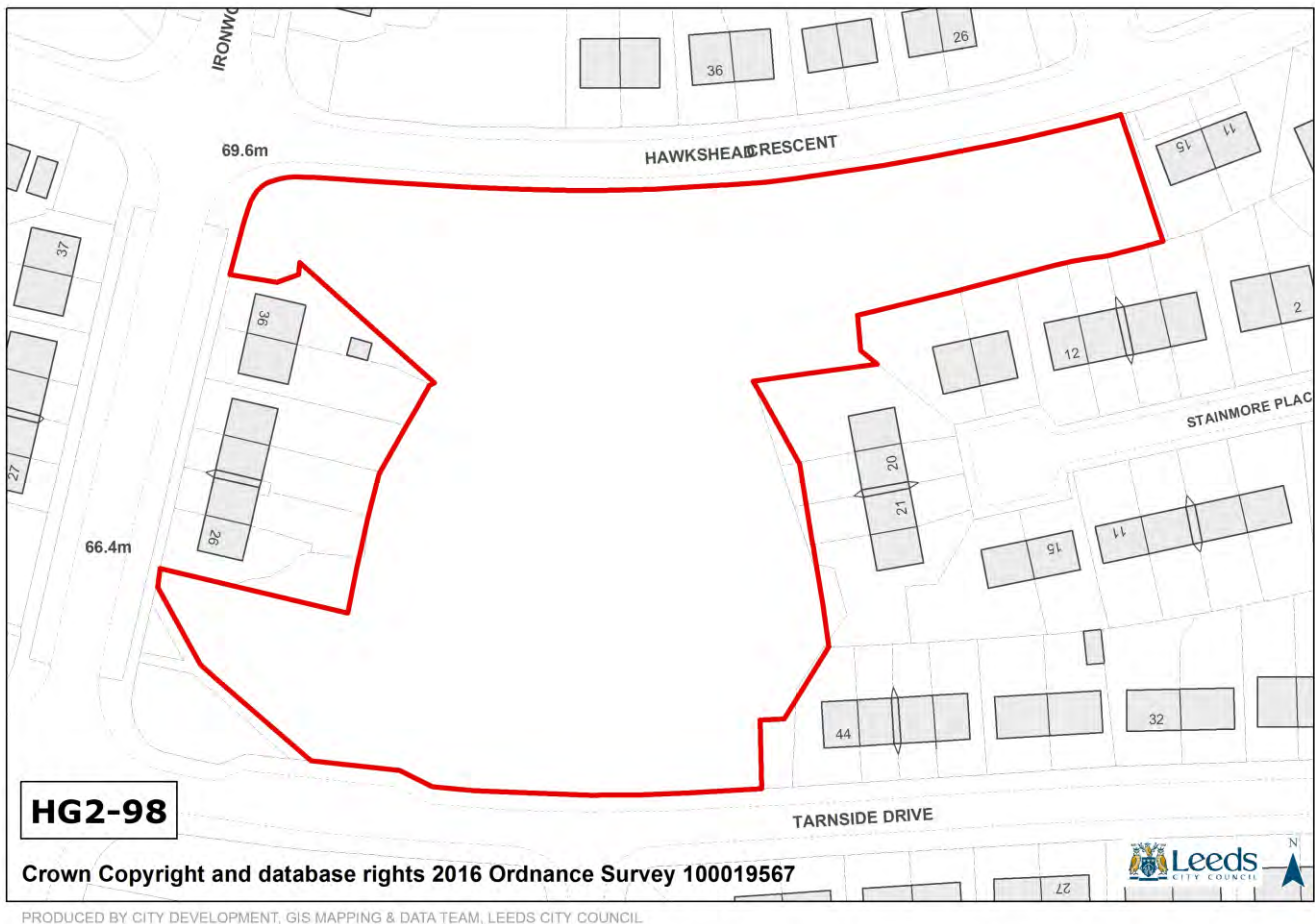 IRONWO
26
36
11
15
69.6m
HAWKSHEAD CRESCENT
37
36
2
12
STAINMORE PLAC
20
27
21
11
26
15
66.4m
44
32
HG2-98
TARNSIDE DRIVE
N
Leeds
CITY COUNCIL
Crown Copyright and database rights 2016 Ordnance Survey 100019567
27
PRODUCED BY CITY DEVELOPMENT, GIS MAPPING & DATA TEAM, LEEDS CITY COUNCIL